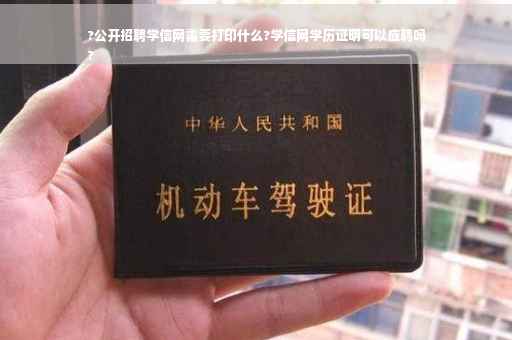 ?公开招聘学信网需要打印什么?学信网学历证明可以应聘吗
?
中华人民共和国
机动车驾驶证